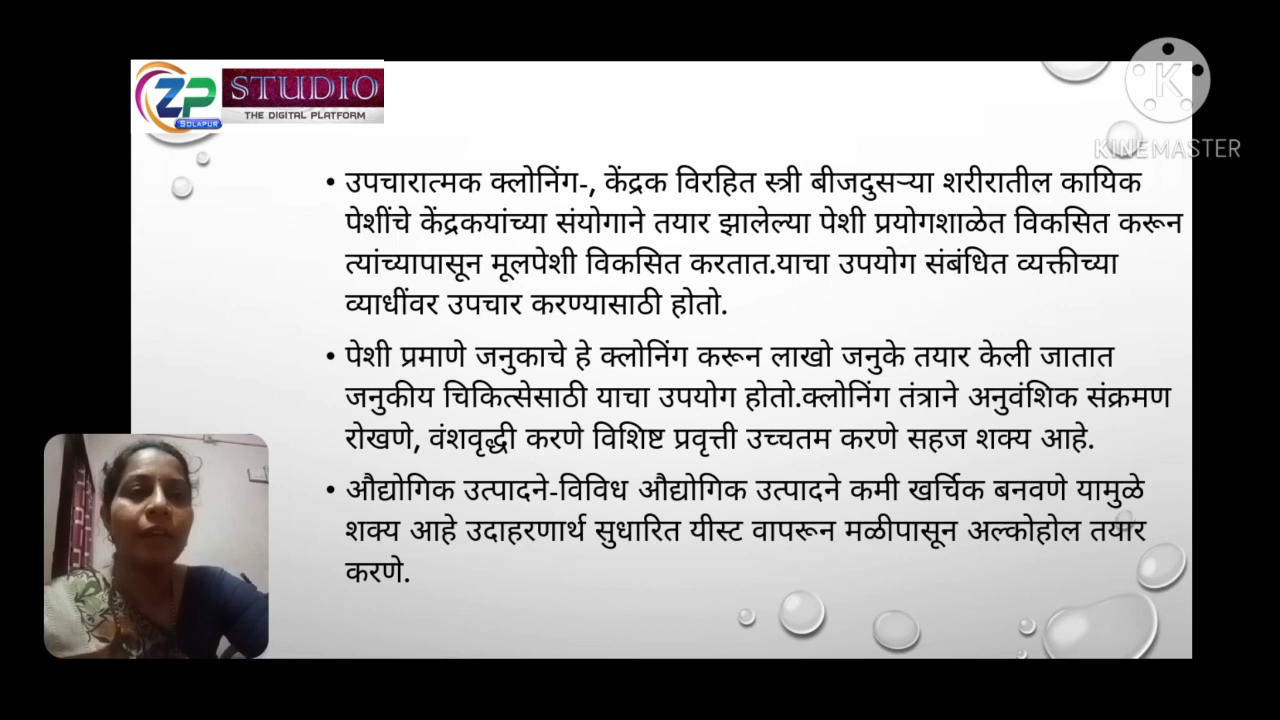 ZP
SOLAPUR
STUDIO
THE DIGITAL PLATFORM
K
KINEMASTER
• उपचारात्मक क्लोनिंग-, केंद्रक विरहित स्त्री बीजदुसऱ्या शरीरातील कायिक
पेशींचे केंद्रकयांच्या संयोगाने तयार झालेल्या पेशी प्रयोगशाळेत विकसित करून
त्यांच्यापासून मूलपेशी विकसित करतात.याचा उपयोग संबंधित व्यक्तीच्या
व्याधींवर उपचार करण्यासाठी होतो.
• पेशी प्रमाणे जनुकाचे हे क्लोनिंग करून लाखो जनुके तयार केली जातात
जनुकीय चिकित्सेसाठी याचा उपयोग होतो.क्लोनिंग तंत्राने अनुवंशिक संक्रमण
रोखणे, वंशवृद्धी करणे विशिष्ट प्रवृत्ती उच्चतम करणे सहज शक्य आहे.
• औद्योगिक उत्पादने-विविध औद्योगिक उत्पादने कमी खर्चिक बनवणे यामुळे
शक्य आहे उदाहरणार्थ सुधारित यीस्ट वापरून मळीपासून अल्कोहोल तयार
करणे.